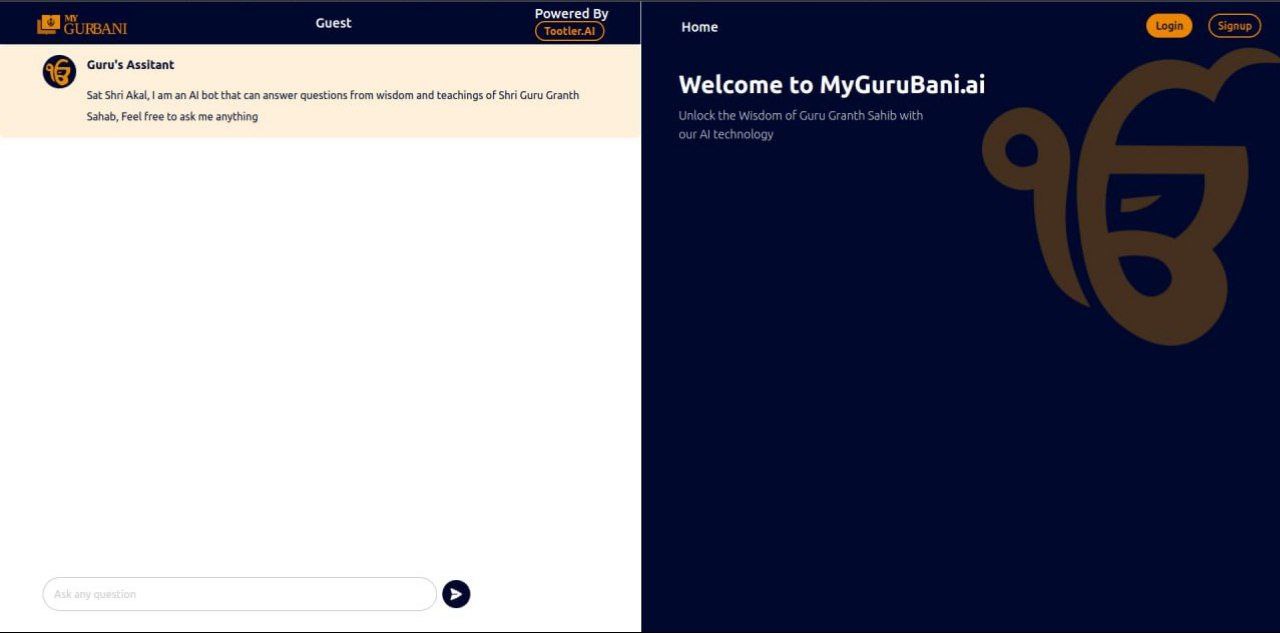 MY
GURBANI
Guest
Powered By
Tootler.AI
Guru's Assitant
Sat Shri Akal, I am an AI bot that can answer questions from wisdom and teachings of Shri Guru Granth
Sahab, Feel free to ask me anything
Ask any question
Home
Login
Signup
Welcome to MyGuruBani.ai
Unlock the Wisdom of Guru Granth Sahib with
our AI technology
ੴ